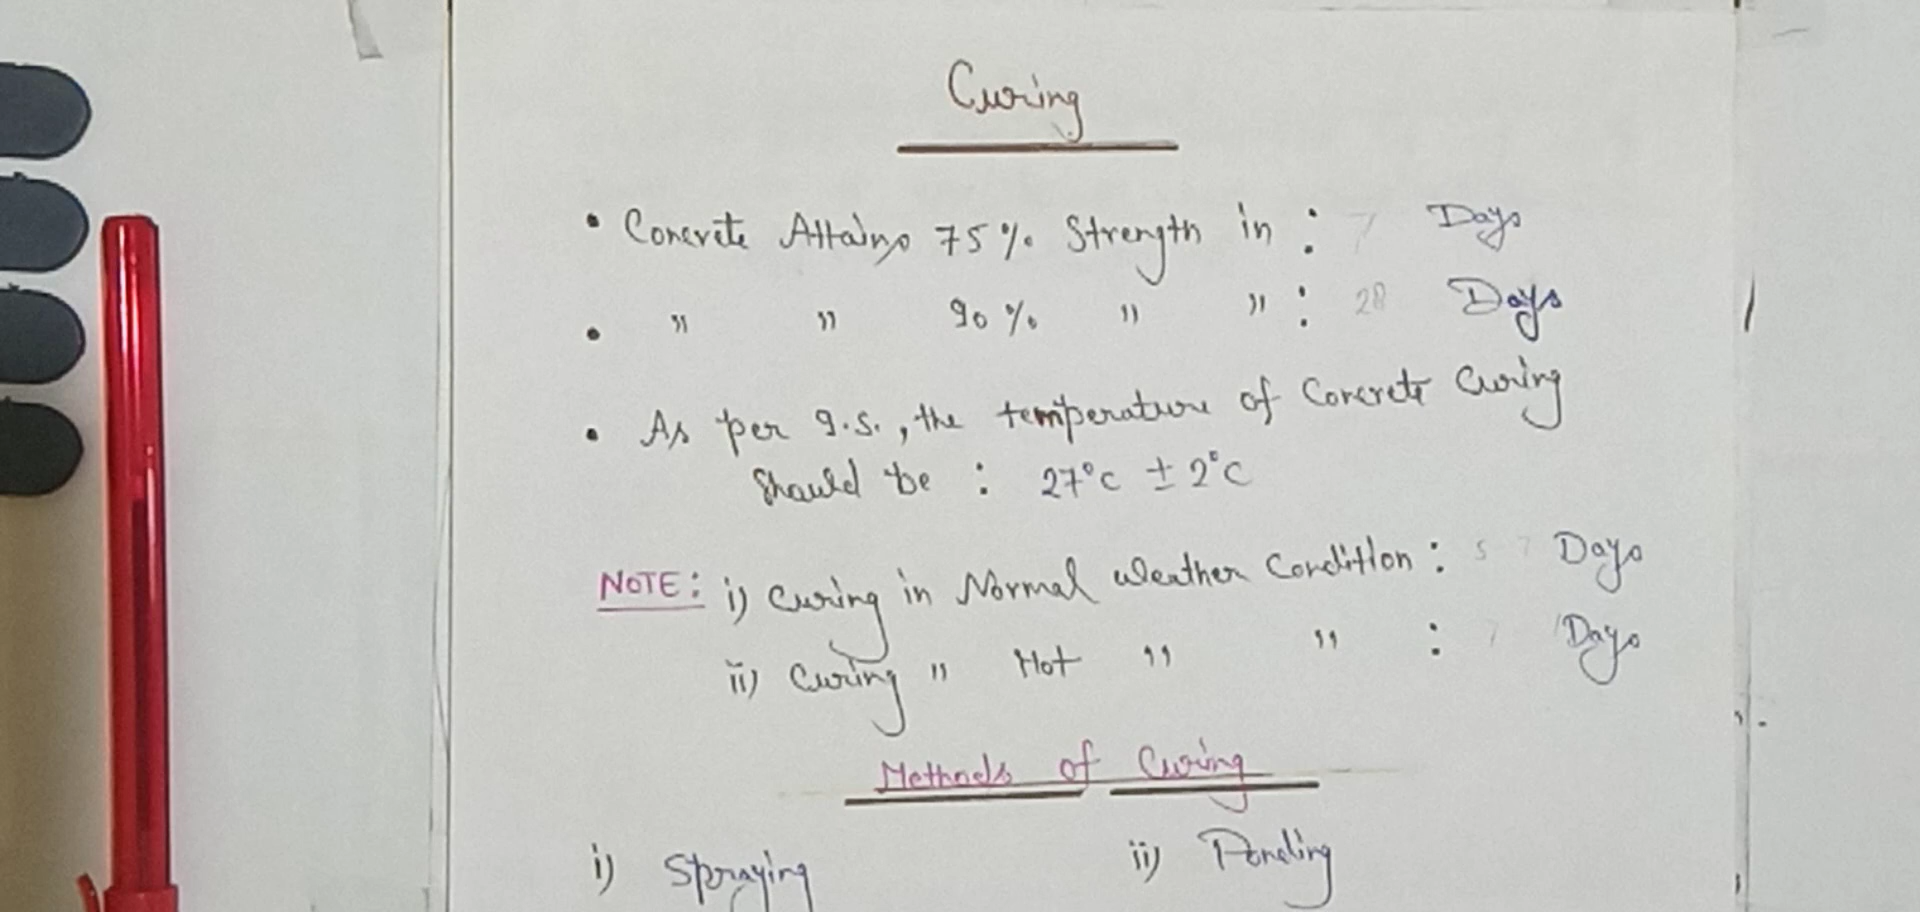 Curing
• Concrete Attains 75% Strength in : 7 Days
• " " 90% " " : 28 Days
• As per I.S., the temperature of Concrete Curing
Should be : 27°C ± 2°C
NOTE: i) Curing in Normal Weather Condition : 5 7 Days
ii) Curing " Hot " " : 7 Days
Methods of Curing
i) Spraying ii) Ponding